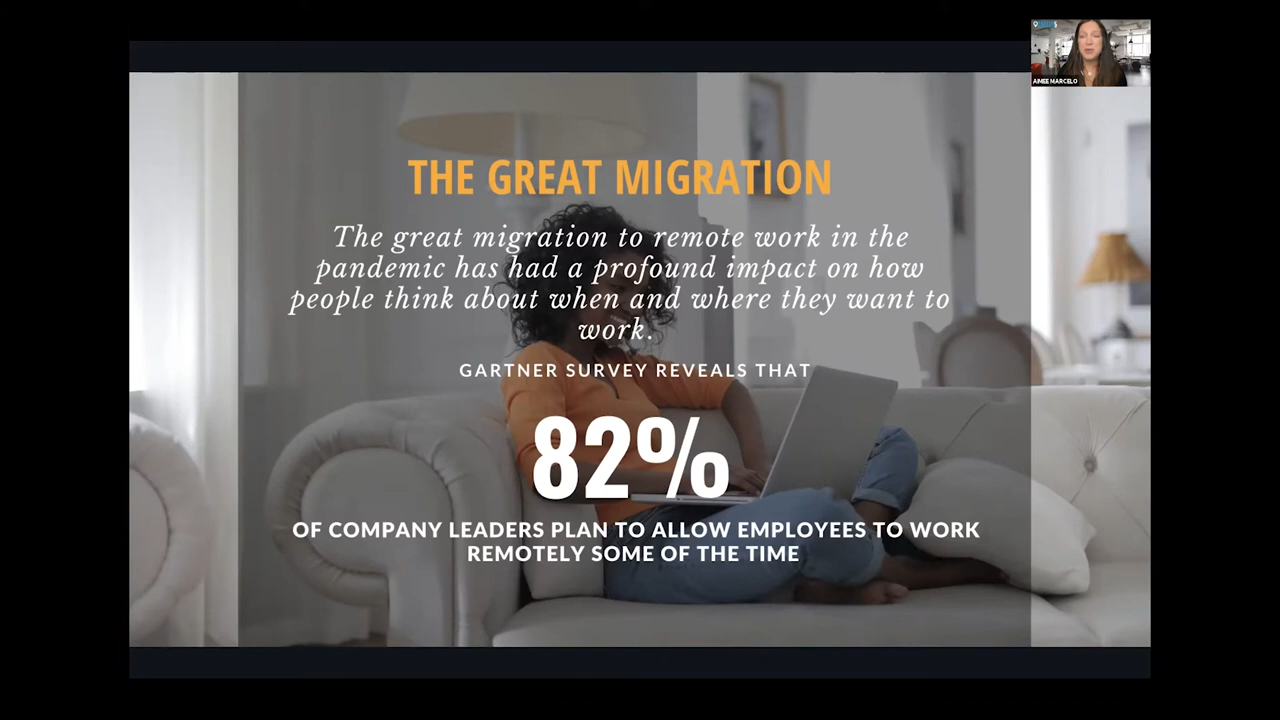 THE GREAT MIGRATION
The great migration to remote work in the
pandemic has had a profound impact on how
people think about when and where they want to
work.
GARTNER SURVEY REVEALS THAT
82%
OF COMPANY LEADERS PLAN TO ALLOW EMPLOYEES TO WORK
REMOTELY SOME OF THE TIME
AIMEE MARCELO